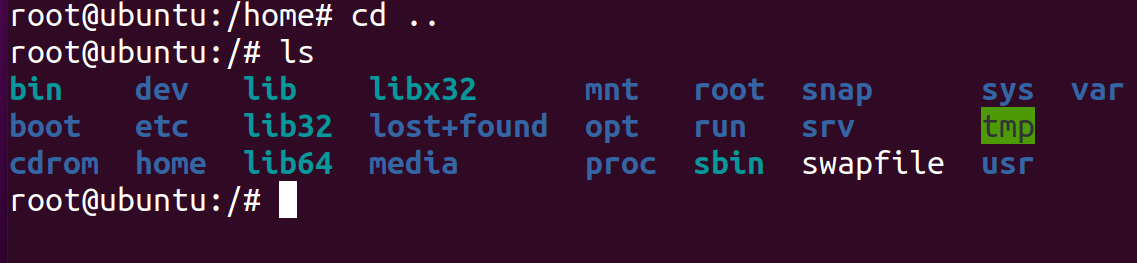 root@ubuntu:/home# cd ..
root@ubuntu:/# ls
bin dev lib libx32 mnt root snap sys var
boot etc lib32 lost+found opt run srv tmp
cdrom home lib64 media proc sbin swapfile usr
root@ubuntu:/#